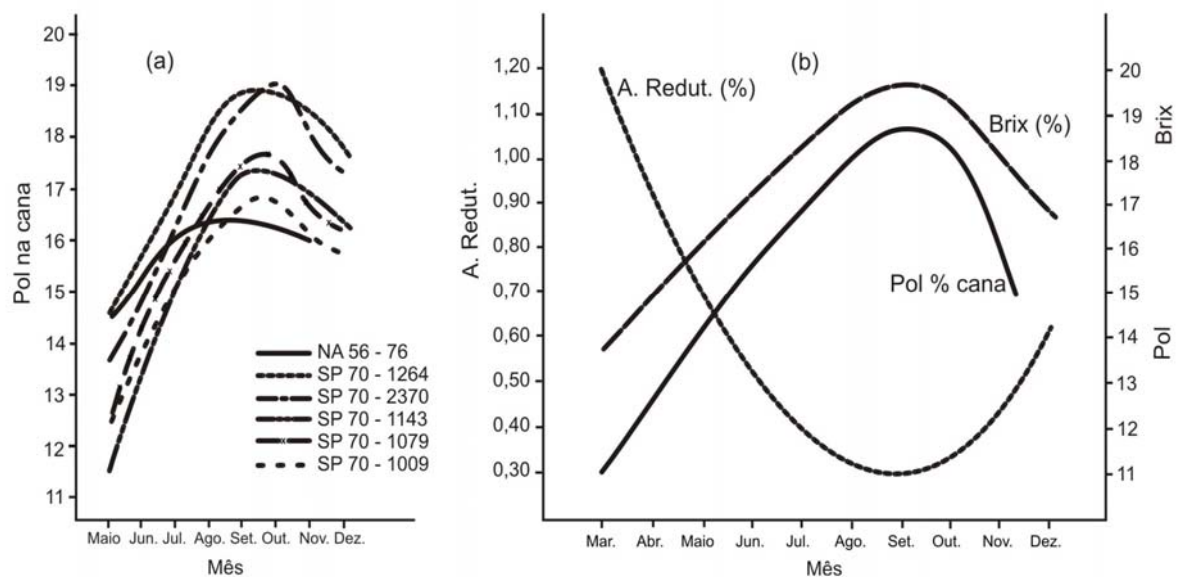 (a)
Pol na cana
20
19
18
17
16
15
14
13
12
11
Maio Jun. Jul. Ago. Set. Out. Nov. Dez.
Mês
NA 56 - 76
SP 70 - 1264
SP 70 - 2370
SP 70 - 1143
SP 70 - 1079
SP 70 - 1009
(b)
A. Redut.
1,20
1,10
1,00
0,90
0,80
0,70
0,60
0,50
0,40
0,30
A. Redut. (%)
Brix (%)
Pol % cana
20
19
18
17
16
15
14
13
12
11
Brix
Pol
Mar. Abr. Maio Jun. Jul. Ago. Set. Out. Nov. Dez.
Mês